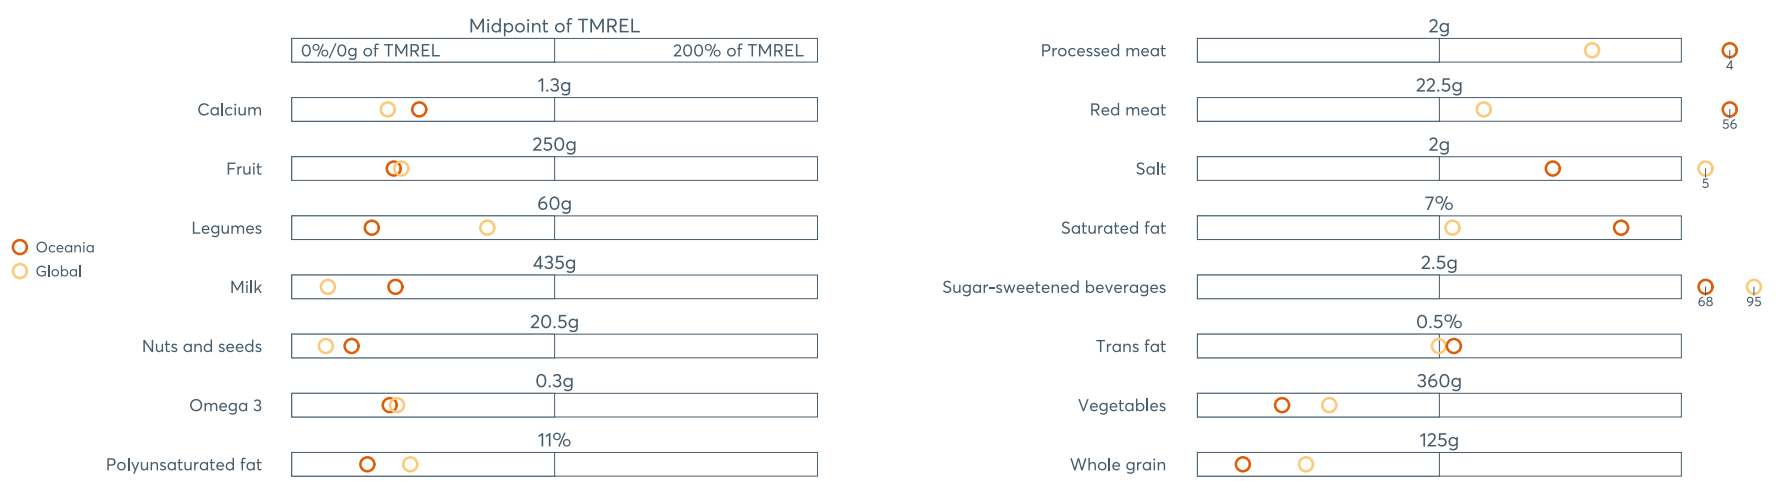 Midpoint of TMREL
0%/0g of TMREL
200% of TMREL
1.3g
Calcium
250g
Fruit
60g
Legumes
435g
Milk
20.5g
Nuts and seeds
0.3g
Omega 3
11%
Polyunsaturated fat
Oceania
Global
2g
Processed meat
4
22.5g
Red meat
56
2g
Salt
5
7%
Saturated fat
2.5g
Sugar-sweetened beverages
68
95
0.5%
Trans fat
360g
Vegetables
125g
Whole grain